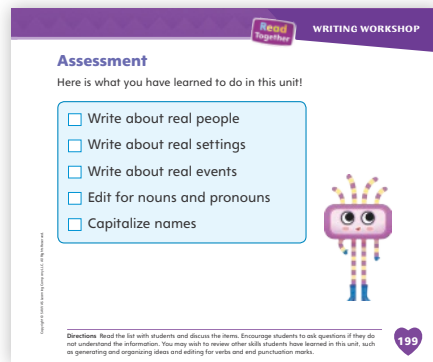 Read
Together
WRITING WORKSHOP
Assessment
Here is what you have learned to do in this unit!
Write about real people
Write about real settings
Write about real events
Edit for nouns and pronouns
Capitalize names
Directions Read the list with students and discuss the items. Encourage students to ask questions if they do
not understand the information. You may wish to review other skills students have learned in this unit, such
as generating and organizing ideas and editing for verbs and end punctuation marks.
199